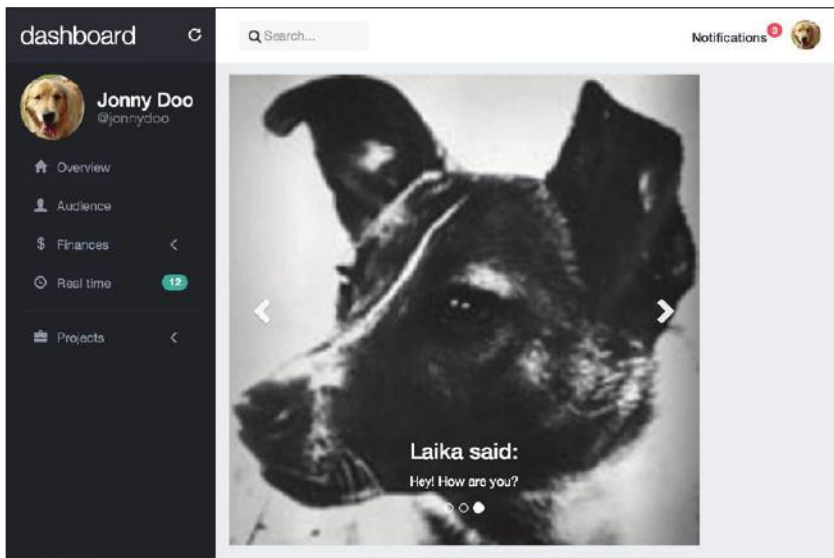 dashboard
Search...
Notifications 3
Jonny Doo
@jonnydoo
Overview
Audience
$ Finances
Real time 12
Projects
Laika said:
Hey! How are you?